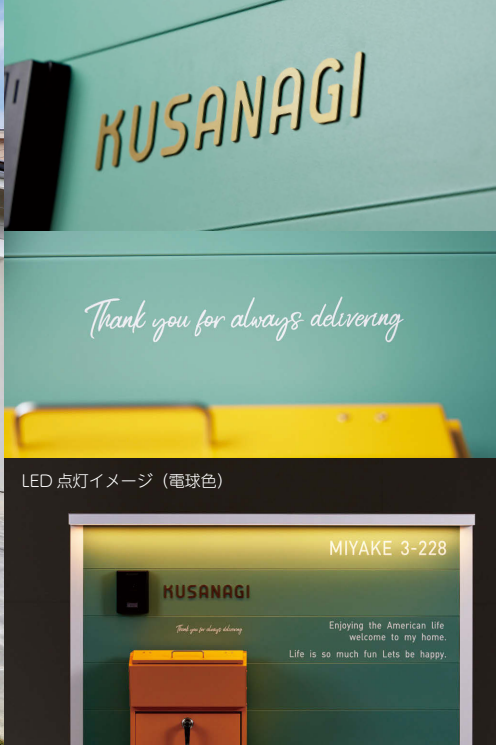 KUSANAGI
Thank you for always delivering
LED 点灯イメージ（電球色）
MIYAKE 3-228
KUSANAGI
Thank you for always delivering
Enjoying the American life
welcome to my home.
Life is so much fun Lets be happy.